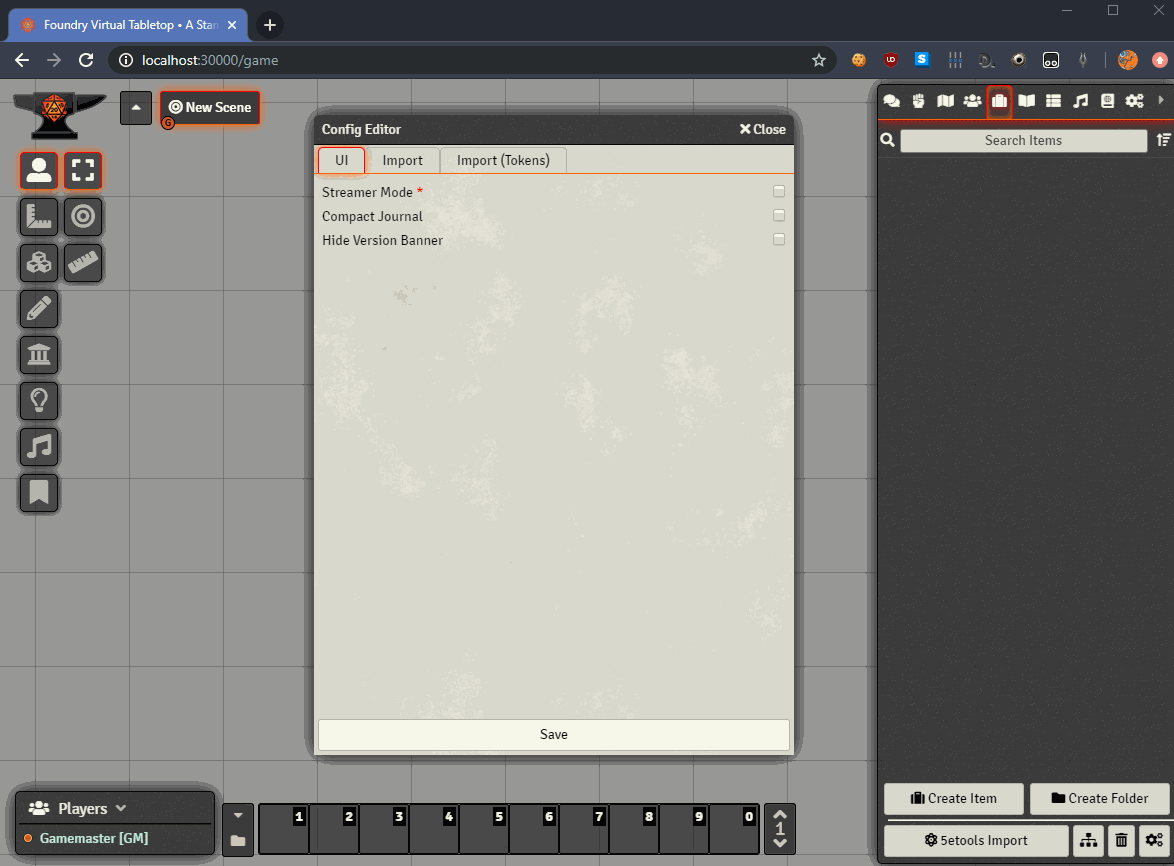 Foundry Virtual Tabletop • A Stan
localhost:30000/game
New Scene
G
Config Editor
Close
UI
Import
Import (Tokens)
Streamer Mode *
Compact Journal
Hide Version Banner
Save
Search Items
Create Item
Create Folder
5etools Import
Players
Gamemaster [GM]
1 2 3 4 5 6 7 8 9 0
1